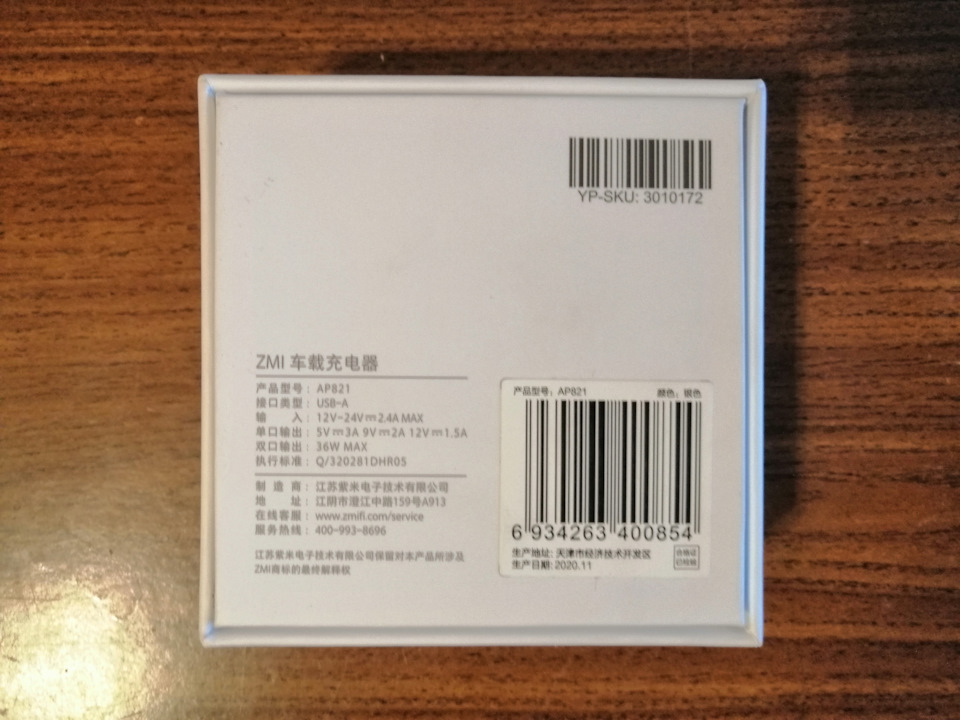 YP-SKU: 3010172
ZMI 车载充电器
产品型号： AP821
接口类型： USB-A
输入： 12V-24V⎓2.4A MAX
单口输出： 5V⎓3A 9V⎓2A 12V⎓1.5A
双口输出： 36W MAX
执行标准： Q/320281DHR05
制造商： 江苏紫米电子技术有限公司
地址： 江阴市澄江中路159号A913
在线客服： www.zmifi.com/service
服务热线： 400-993-8696
江苏紫米电子技术有限公司保留对本产品所涉及
ZMI商标的最终解释权
产品型号：AP821 颜色：银色
6 934263 400854
生产地址: 天津市经济技术开发区
生产日期: 2020.11
合格证
已检验